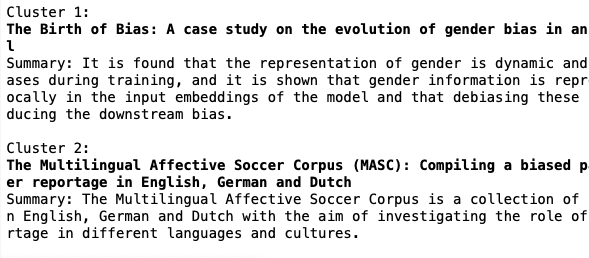 Cluster 1:
The Birth of Bias: A case study on the evolution of gender bias in an
l
Summary: It is found that the representation of gender is dynamic and
ases during training, and it is shown that gender information is repr
ocally in the input embeddings of the model and that debiasing these
ducing the downstream bias.
Cluster 2:
The Multilingual Affective Soccer Corpus (MASC): Compiling a biased p
er reportage in English, German and Dutch
Summary: The Multilingual Affective Soccer Corpus is a collection of
n English, German and Dutch with the aim of investigating the role of
rtage in different languages and cultures.